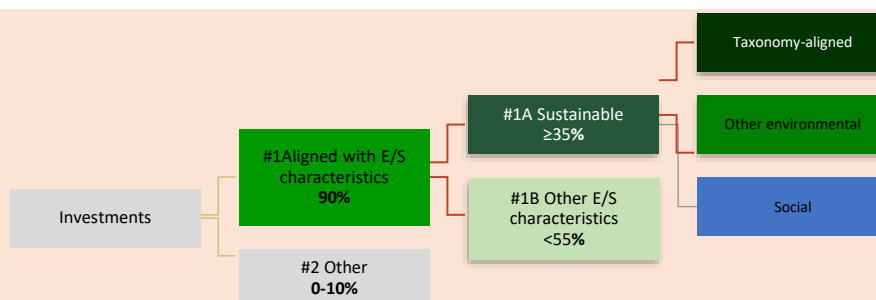 Taxonomy-aligned
#1A Sustainable
≥35%
Other environmental
#1Aligned with E/S
characteristics
90%
#1B Other E/S
characteristics
<55%
Social
Investments
#2 Other
0-10%